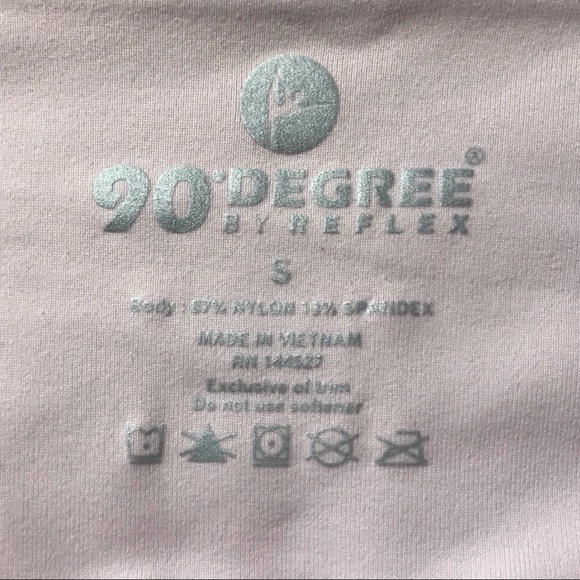 90° DEGREE®
BY REFLEX
S
Body : 87% NYLON 13% SPANDEX
MADE IN VIETNAM
RN 144527
Exclusive of trim
Do not use softener